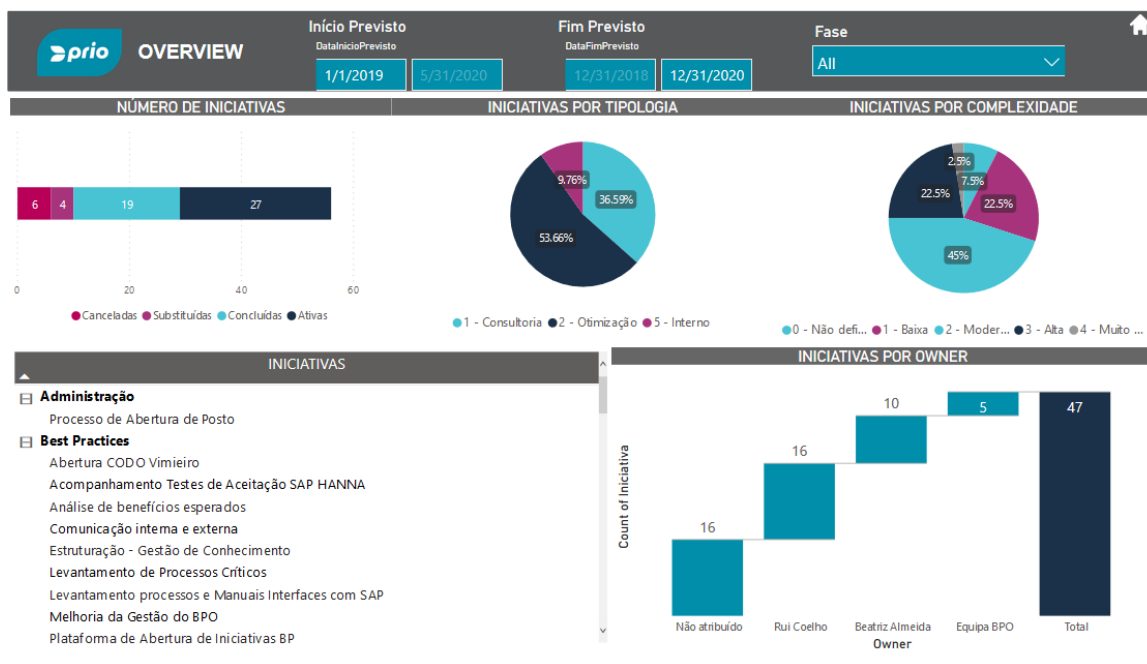 prio
OVERVIEW
Início Previsto
DataInicioPrevisto
1/1/2019
5/31/2020
Fim Previsto
DataFimPrevisto
12/31/2018
12/31/2020
Fase
All
NÚMERO DE INICIATIVAS
6
4
19
27
0
20
40
60
Canceladas Substituídas Concluídas Ativas
INICIATIVAS POR TIPOLOGIA
9.76%
36.59%
53.66%
1 - Consultoria 2 - Otimização 5 - Interno
INICIATIVAS POR COMPLEXIDADE
2.5%
7.5%
22.5%
22.5%
45%
0 - Não defi... 1 - Baixa 2 - Moder... 3 - Alta 4 - Muito ...
INICIATIVAS
Administração
Processo de Abertura de Posto
Best Practices
Abertura CODO Vimieiro
Acompanhamento Testes de Aceitação SAP HANNA
Análise de benefícios esperados
Comunicação interna e externa
Estruturação - Gestão de Conhecimento
Levantamento de Processos Críticos
Levantamento processos e Manuais Interfaces com SAP
Melhoria da Gestão do BPO
Plataforma de Abertura de Iniciativas BP
INICIATIVAS POR OWNER
Count of Iniciativa
16
16
10
5
47
Não atribuído
Rui Coelho
Beatriz Almeida
Equipa BPO
Total
Owner